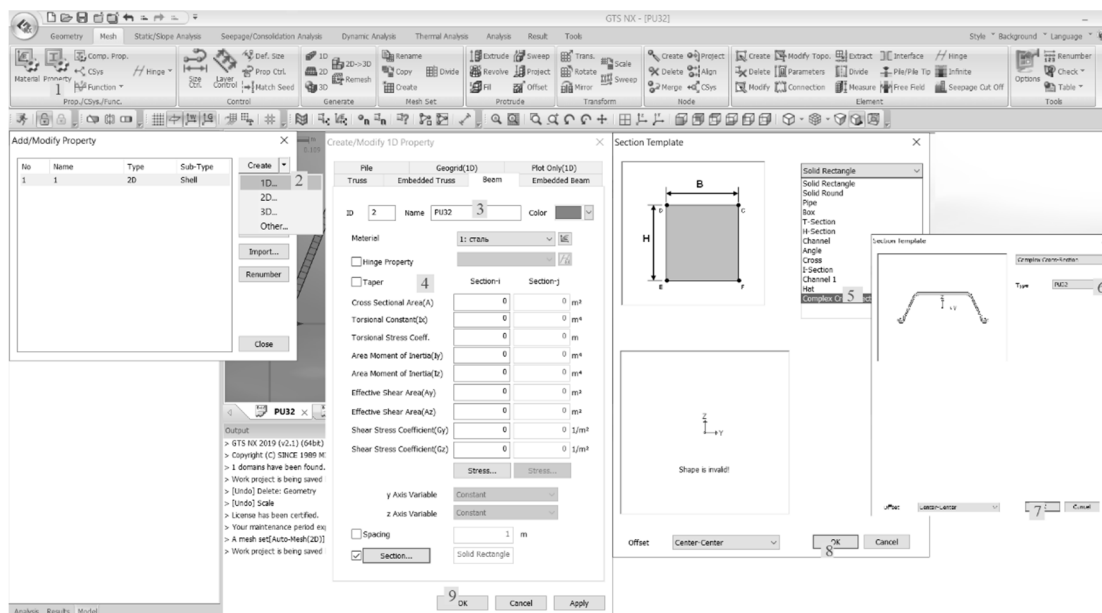 GTS NX - [PU32]
Geometry Mesh Static/Slope Analysis Seepage/Consolidation Analysis Dynamic Analysis Thermal Analysis Analysis Result Tools Style Background Language
Comp. Prop. Def. Size 1D 2D->3D Rename Extrude Sweep Trans. Scale Create Project Create Modify Topo. Extract Interface Hinge Renumber
CSys Hinge Prop Ctrl. 2D Remesh Copy Divide Revolve Project Rotate Sweep Delete Align Delete Parameters Divide Pile/Pile Tip Infinite Check
Material Property 1 Function Size Ctrl. Layer Control Match Seed 3D Create Fill Offset Mirror Merge CSys Modify Connection Measure Free Field Seepage Cut Off Options Table
Prop./CSys./Func. Control Generate Mesh Set Protrude Transform Node Element Tools
Add/Modify Property
No Name Type Sub-Type
1 1 2D Shell
Create
1D... 2
2D...
3D...
Other...
Import...
Renumber
Close
PU32
Output
> GTS NX 2019 (v2.1) (64bit)
> Copyright (C) SINCE 1989 M
> 1 domains have been found.
> Work project is being saved
> [Undo] Delete: Geometry
> [Undo] Scale
> License has been certified.
> Your maintenance period exp
> A mesh set[Auto-Mesh(2D)]
> Work project is being saved
Analysis Results Model
Create/Modify 1D Property
Pile Geogrid(1D) Plot Only(1D)
Truss Embedded Truss Beam Embedded Beam
ID 2 Name PU32 3 Color
Material 1: сталь
Hinge Property
Taper 4 Section-i Section-j
Cross Sectional Area(A) 0 0 m²
Torsional Constant(Ix) 0 0 m⁴
Torsional Stress Coeff. 0 0 m
Area Moment of Inertia(Iy) 0 0 m⁴
Area Moment of Inertia(Iz) 0 0 m⁴
Effective Shear Area(Ay) 0 0 m²
Effective Shear Area(Az) 0 0 m²
Shear Stress Coefficient(Gy) 0 0 1/m²
Shear Stress Coefficient(Gz) 0 0 1/m²
Stress... Stress...
y Axis Variable Constant
z Axis Variable Constant
Spacing 1 m
Section... Solid Rectangle
9 OK Cancel Apply
Section Template
B
D C
H
E F
Solid Rectangle
Solid Rectangle
Solid Round
Pipe
Box
T-Section
H-Section
Channel
Angle
Cross
I-Section
Channel 1
Hat
Complex 5
Z
Y
Shape is invalid!
Offset Center-Center
OK Cancel
8
Section Template
Complex Cross-Section
Type PU32 6
Z
Y
Offset Center-Center 7 Cancel